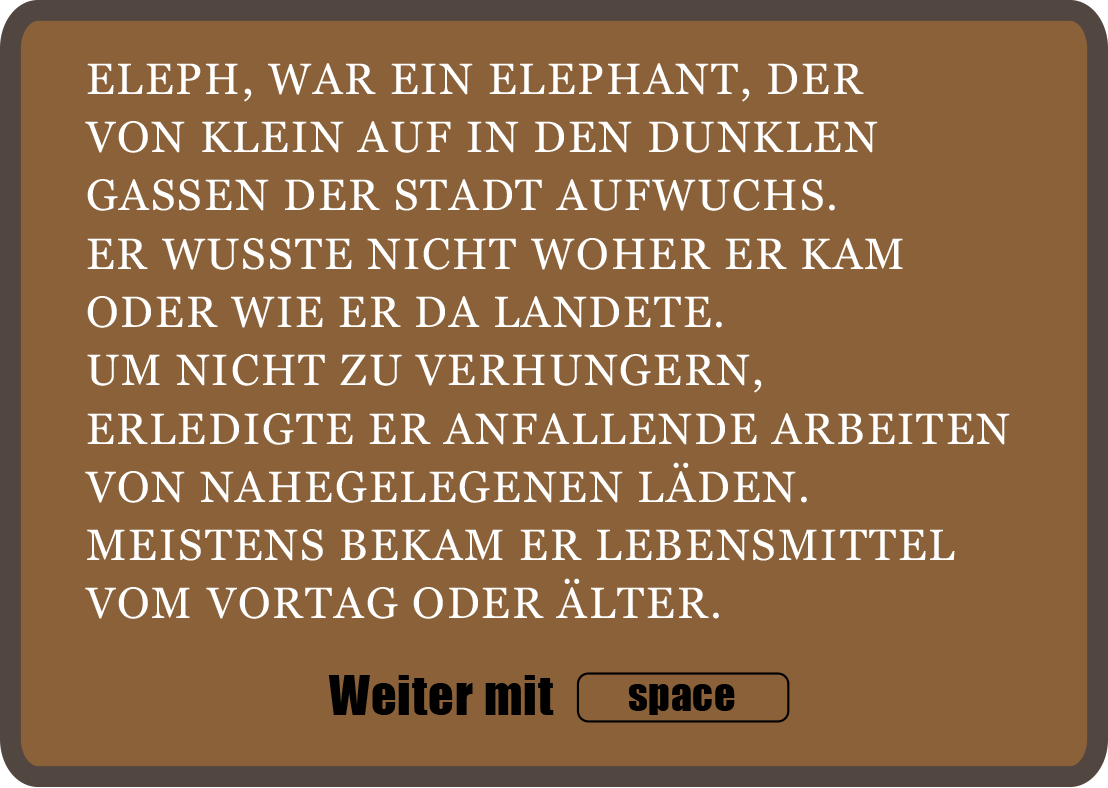 ELEPH, WAR EIN ELEPHANT, DER
VON KLEIN AUF IN DEN DUNKLEN
GASSEN DER STADT AUFWUCHS.
ER WUSSTE NICHT WOHER ER KAM
ODER WIE ER DA LANDETE.
UM NICHT ZU VERHUNGERN,
ERLEDIGTE ER ANFALLENDE ARBEITEN
VON NAHEGELEGENEN LÄDEN.
MEISTENS BEKAM ER LEBENSMITTEL
VOM VORTAG ODER ÄLTER.
Weiter mit space